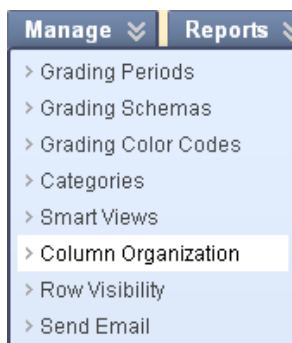 Manage Reports
> Grading Periods
> Grading Schemas
> Grading Color Codes
> Categories
> Smart Views
> Column Organization
> Row Visibility
> Send Email